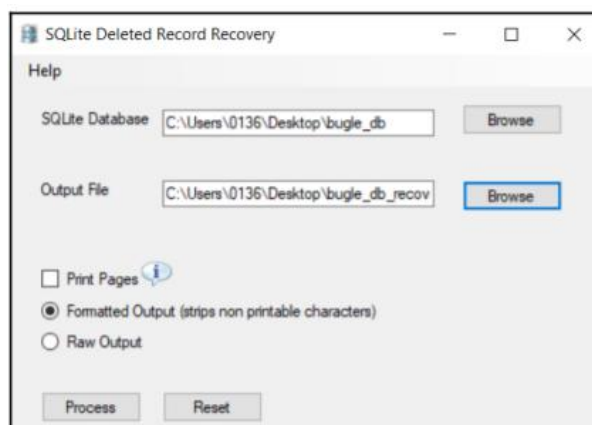 SQLite Deleted Record Recovery
Help
SQLite Database C:\Users\0136\Desktop\bugle_db Browse
Output File C:\Users\0136\Desktop\bugle_db_recov Browse
Print Pages i
Formatted Output (strips non printable characters)
Raw Output
Process Reset